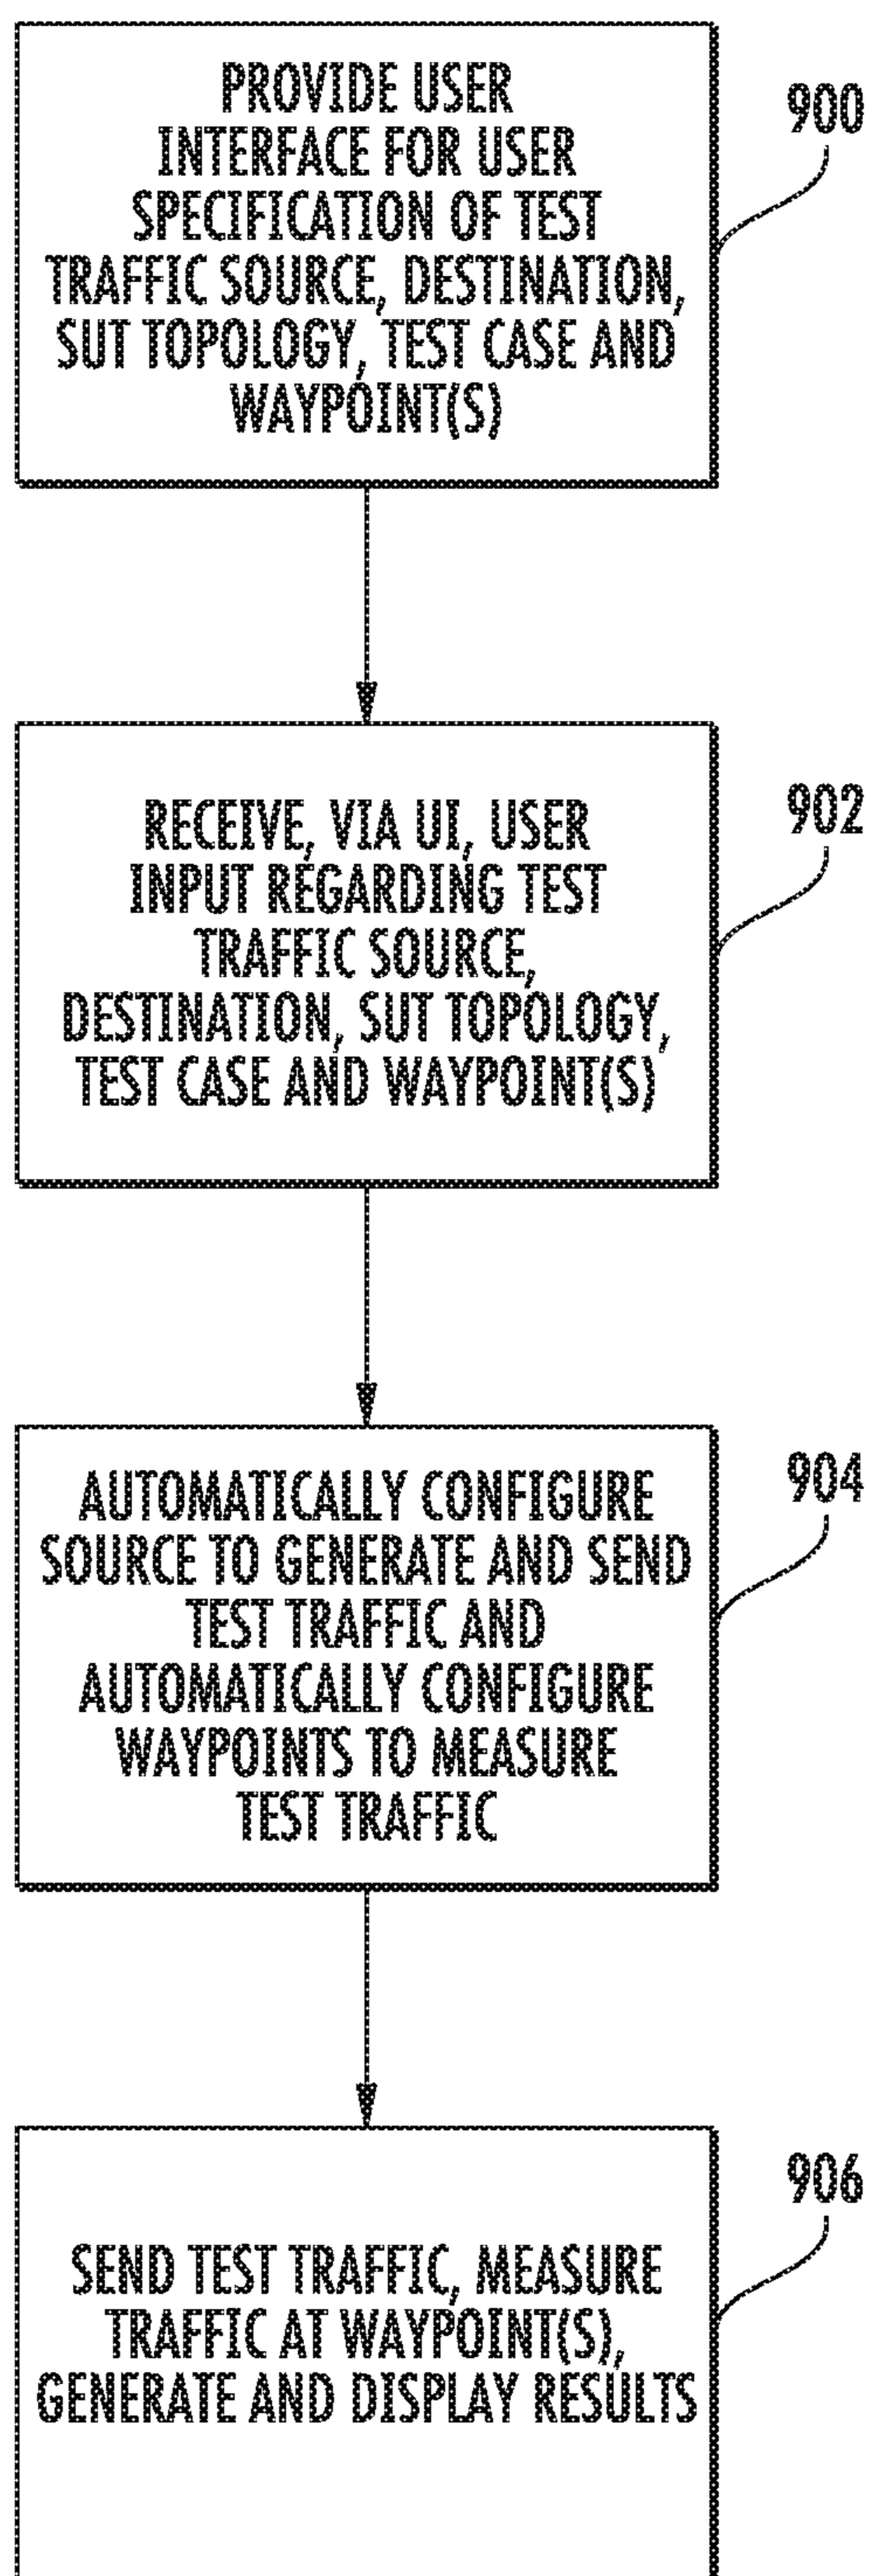 PROVIDE USER
INTERFACE FOR USER
SPECIFICATION OF TEST
TRAFFIC SOURCE, DESTINATION,
SUT TOPOLOGY, TEST CASE AND
WAYPOINT(S)
900
RECEIVE, VIA UI, USER
INPUT REGARDING TEST
TRAFFIC SOURCE,
DESTINATION, SUT TOPOLOGY,
TEST CASE AND WAYPOINT(S)
902
AUTOMATICALLY CONFIGURE
SOURCE TO GENERATE AND SEND
TEST TRAFFIC AND
AUTOMATICALLY CONFIGURE
WAYPOINTS TO MEASURE
TEST TRAFFIC
904
SEND TEST TRAFFIC, MEASURE
TRAFFIC AT WAYPOINT(S),
GENERATE AND DISPLAY RESULTS
906